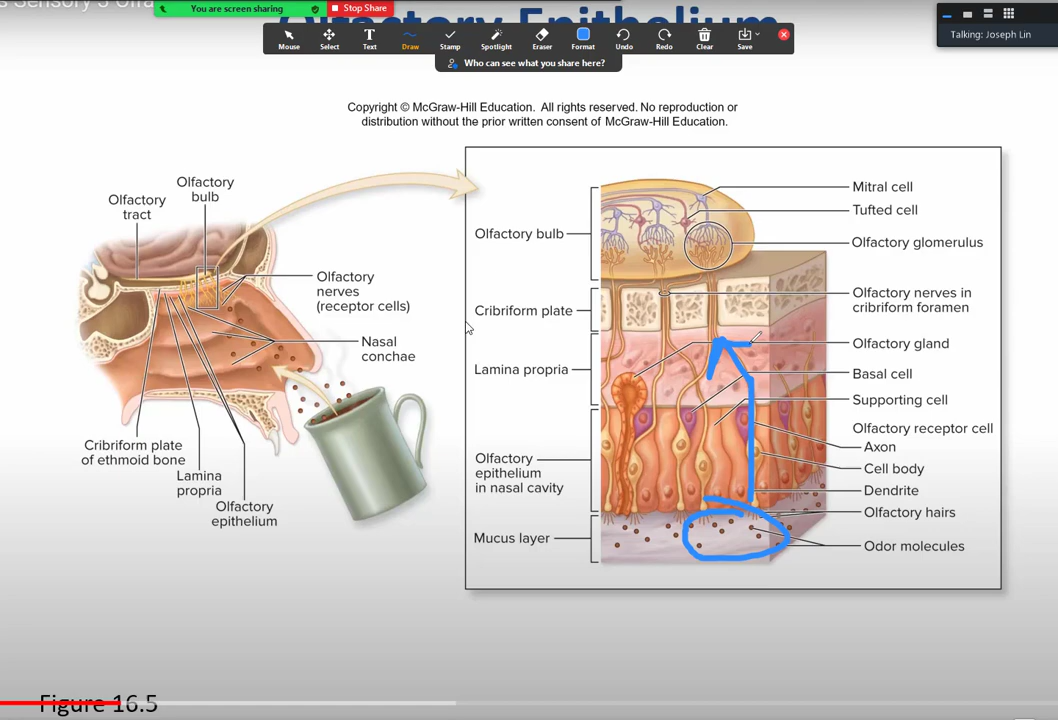 Sensory 3 Olfa
Olfactory Epithelium
You are screen sharing
Stop Share
Mouse
Select
Text
Draw
Stamp
Spotlight
Eraser
Format
Undo
Redo
Clear
Save
Who can see what you share here?
Talking: Joseph Lin
Copyright © McGraw-Hill Education. All rights reserved. No reproduction or
distribution without the prior written consent of McGraw-Hill Education.
Olfactory
tract
Olfactory
bulb
Olfactory
nerves
(receptor cells)
Nasal
conchae
Cribriform plate
of ethmoid bone
Lamina
propria
Olfactory
epithelium
Olfactory bulb
Cribriform plate
Lamina propria
Olfactory
epithelium
in nasal cavity
Mucus layer
Mitral cell
Tufted cell
Olfactory glomerulus
Olfactory nerves in
cribriform foramen
Olfactory gland
Basal cell
Supporting cell
Olfactory receptor cell
Axon
Cell body
Dendrite
Olfactory hairs
Odor molecules
Figure 16.5